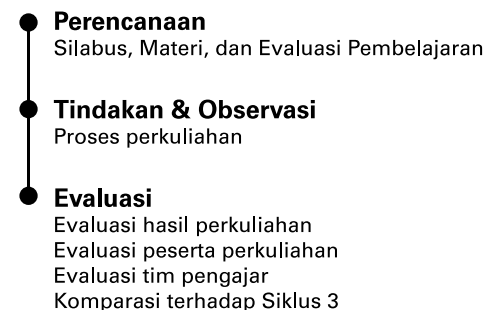 Perencanaan
Silabus, Materi, dan Evaluasi Pembelajaran
Tindakan & Observasi
Proses perkuliahan
Evaluasi
Evaluasi hasil perkuliahan
Evaluasi peserta perkuliahan
Evaluasi tim pengajar
Komparasi terhadap Siklus 3